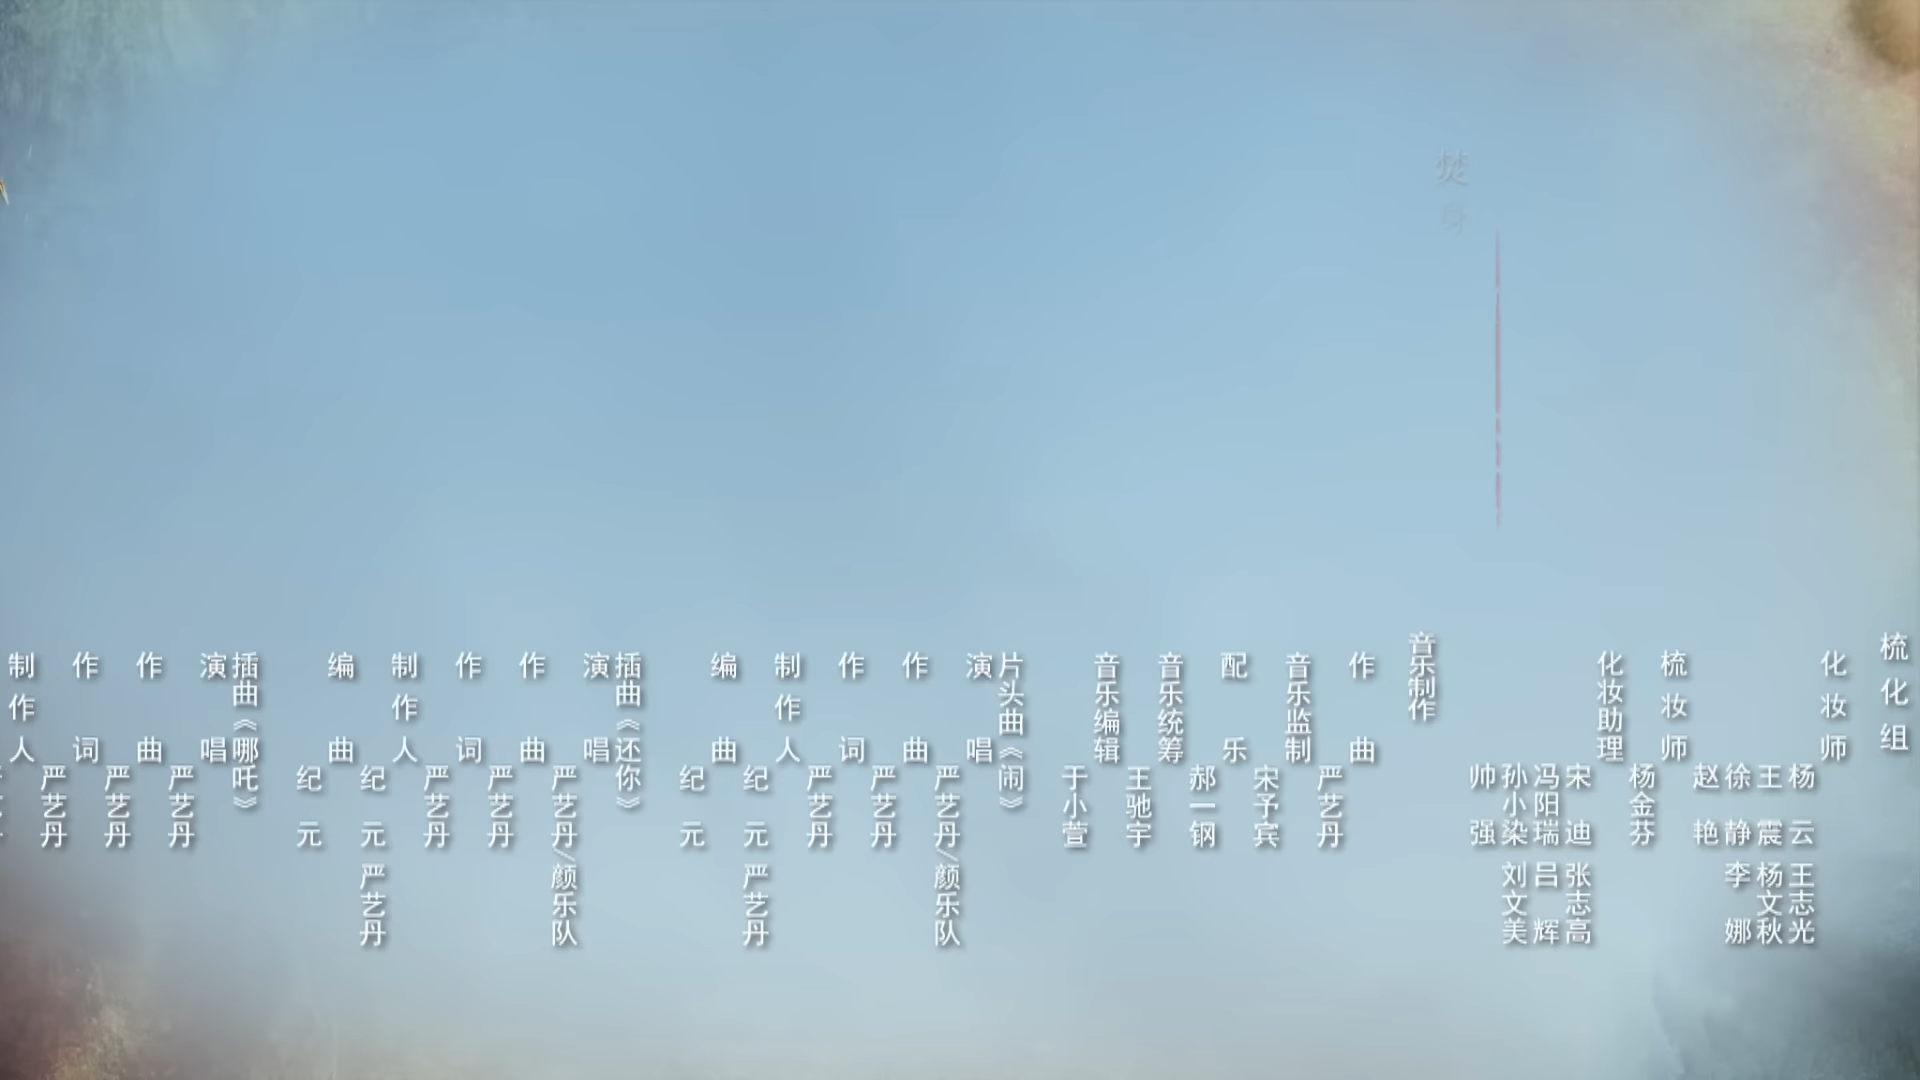 梳化组
化妆师
杨云 王志光
王震 杨文秋
徐静 李娜
赵艳
梳妆师
杨金芬
化妆助理
宋迪 张志高
冯阳瑞 吕辉
孙小染 刘文美
帅强
焚
音乐制作
作曲
严艺丹
音乐监制
宋予宾
配乐
郝一钢
音乐统筹
王驰宇
音乐编辑
于小萱
片头曲《闹》
演唱
严艺丹/颜乐队
作曲
严艺丹
作词
严艺丹
制作人
纪元 严艺丹
编曲
纪元
插曲《还你》
演唱
严艺丹/颜乐队
作曲
严艺丹
作词
严艺丹
制作人
纪元 严艺丹
编曲
纪元
插曲《哪吒》
演唱
严艺丹
作曲
严艺丹
作词
严艺丹
制作人